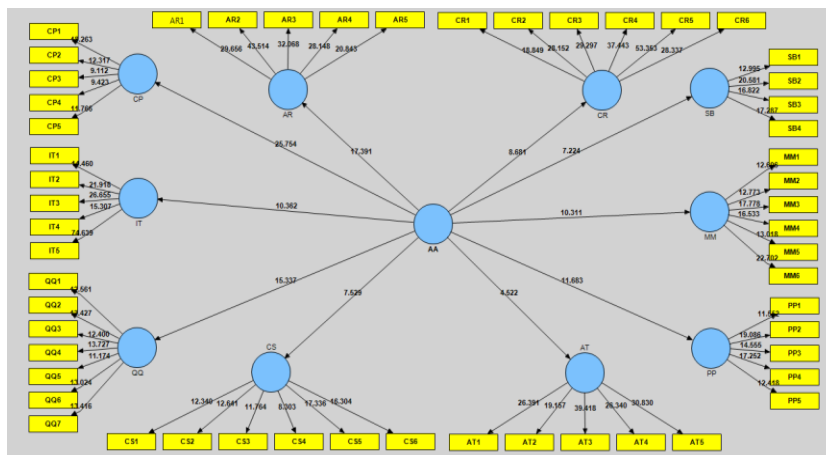 AR1 AR2 AR3 AR4 AR5
CR1 CR2 CR3 CR4 CR5 CR6
CP1
CP2
CP3
CP4
CP5
12.317
9.112
9.423
11.766
CP
29.656 43.514 32.068 28.148 20.843
AR
18.849 28.152 29.297 37.443 53.353 28.337
CR
SB1
SB2
SB3
SB4
12.995
20.581
16.822
17.287
SB
25.754
17.391
8.681
7.224
IT1
IT2
IT3
IT4
IT5
21.918
26.655
15.307
74.639
IT
10.362
AA
10.311
MM1
MM2
MM3
MM4
MM5
MM6
12.773
17.778
16.533
13.018
22.702
MM
15.337
7.529
4.522
11.683
QQ1
QQ2
QQ3
QQ4
QQ5
QQ6
QQ7
12.400
13.727
11.174
13.024
13.416
QQ
PP1
PP2
PP3
PP4
PP5
19.086
14.555
17.252
12.418
PP
CS
12.340 12.641 11.764 8.303 17.336 16.304
CS1 CS2 CS3 CS4 CS5 CS6
AT
26.391 19.157 39.418 26.340 30.830
AT1 AT2 AT3 AT4 AT5